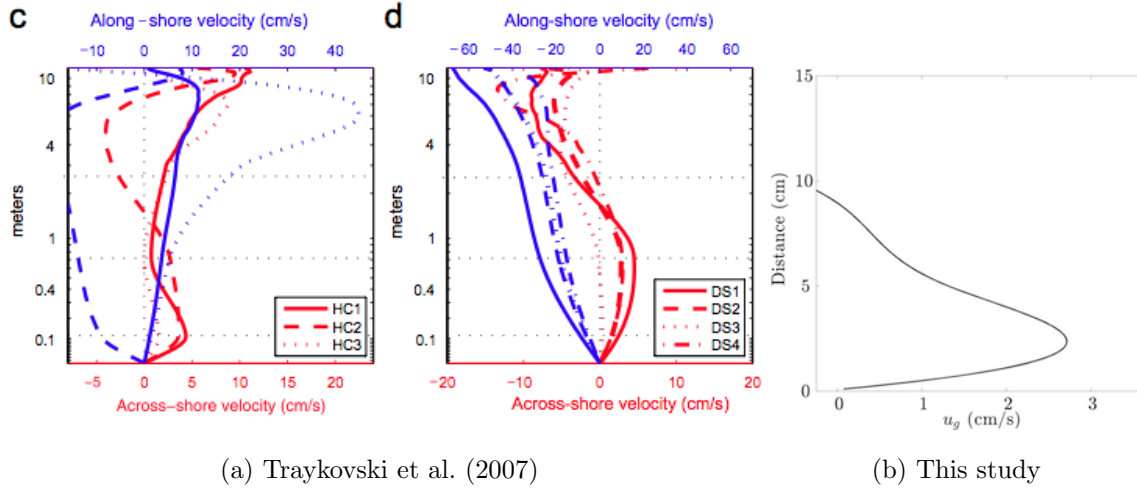 c
Along-shore velocity (cm/s)
-10 0 10 20 30 40
meters
10
4
1
0.4
0.1
HC1
HC2
HC3
-5 0 5 10 15 20
Across-shore velocity (cm/s)
d
Along-shore velocity (cm/s)
-60 -40 -20 0 20 40 60
meters
10
4
1
0.4
0.1
DS1
DS2
DS3
DS4
-20 -10 0 10 20
Across-shore velocity (cm/s)
Distance (cm)
15
10
5
0
0 1 2 3
u_g (cm/s)
(a) Traykovski et al. (2007)
(b) This study